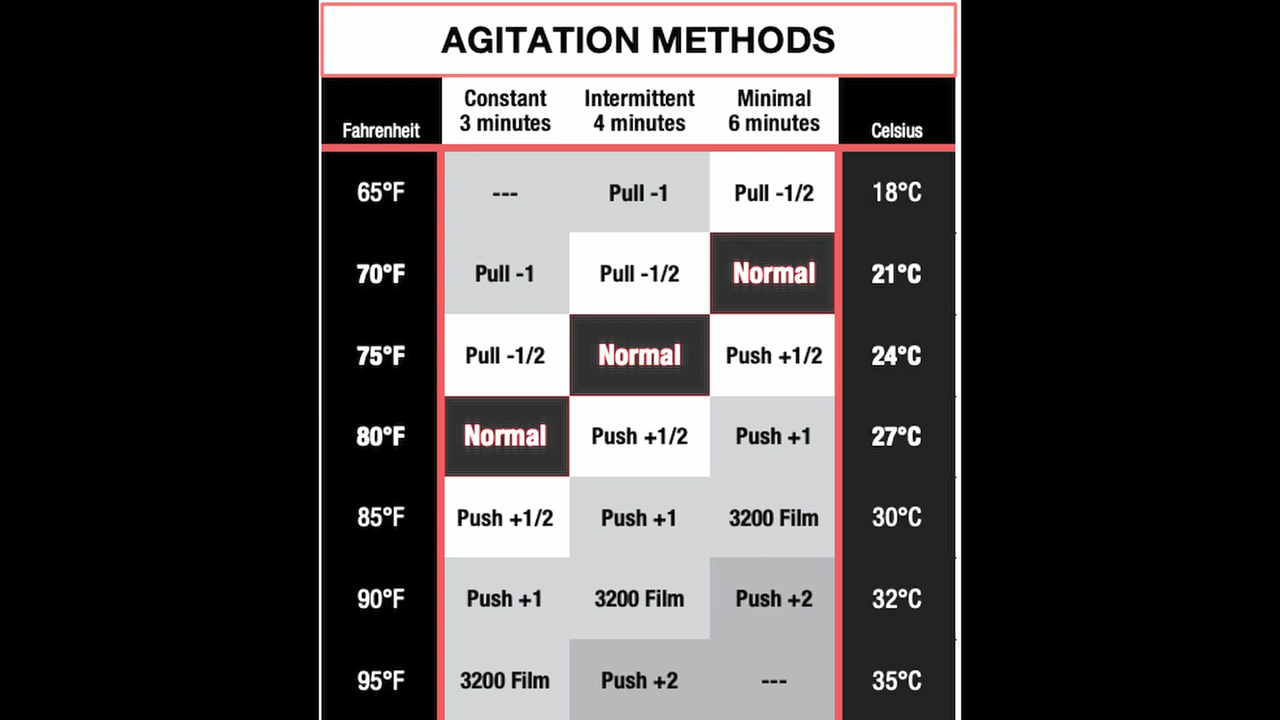 AGITATION METHODS
Fahrenheit Constant 3 minutes Intermittent 4 minutes Minimal 6 minutes Celsius
65°F --- Pull -1 Pull -1/2 18°C
70°F Pull -1 Pull -1/2 Normal 21°C
75°F Pull -1/2 Normal Push +1/2 24°C
80°F Normal Push +1/2 Push +1 27°C
85°F Push +1/2 Push +1 3200 Film 30°C
90°F Push +1 3200 Film Push +2 32°C
95°F 3200 Film Push +2 --- 35°C